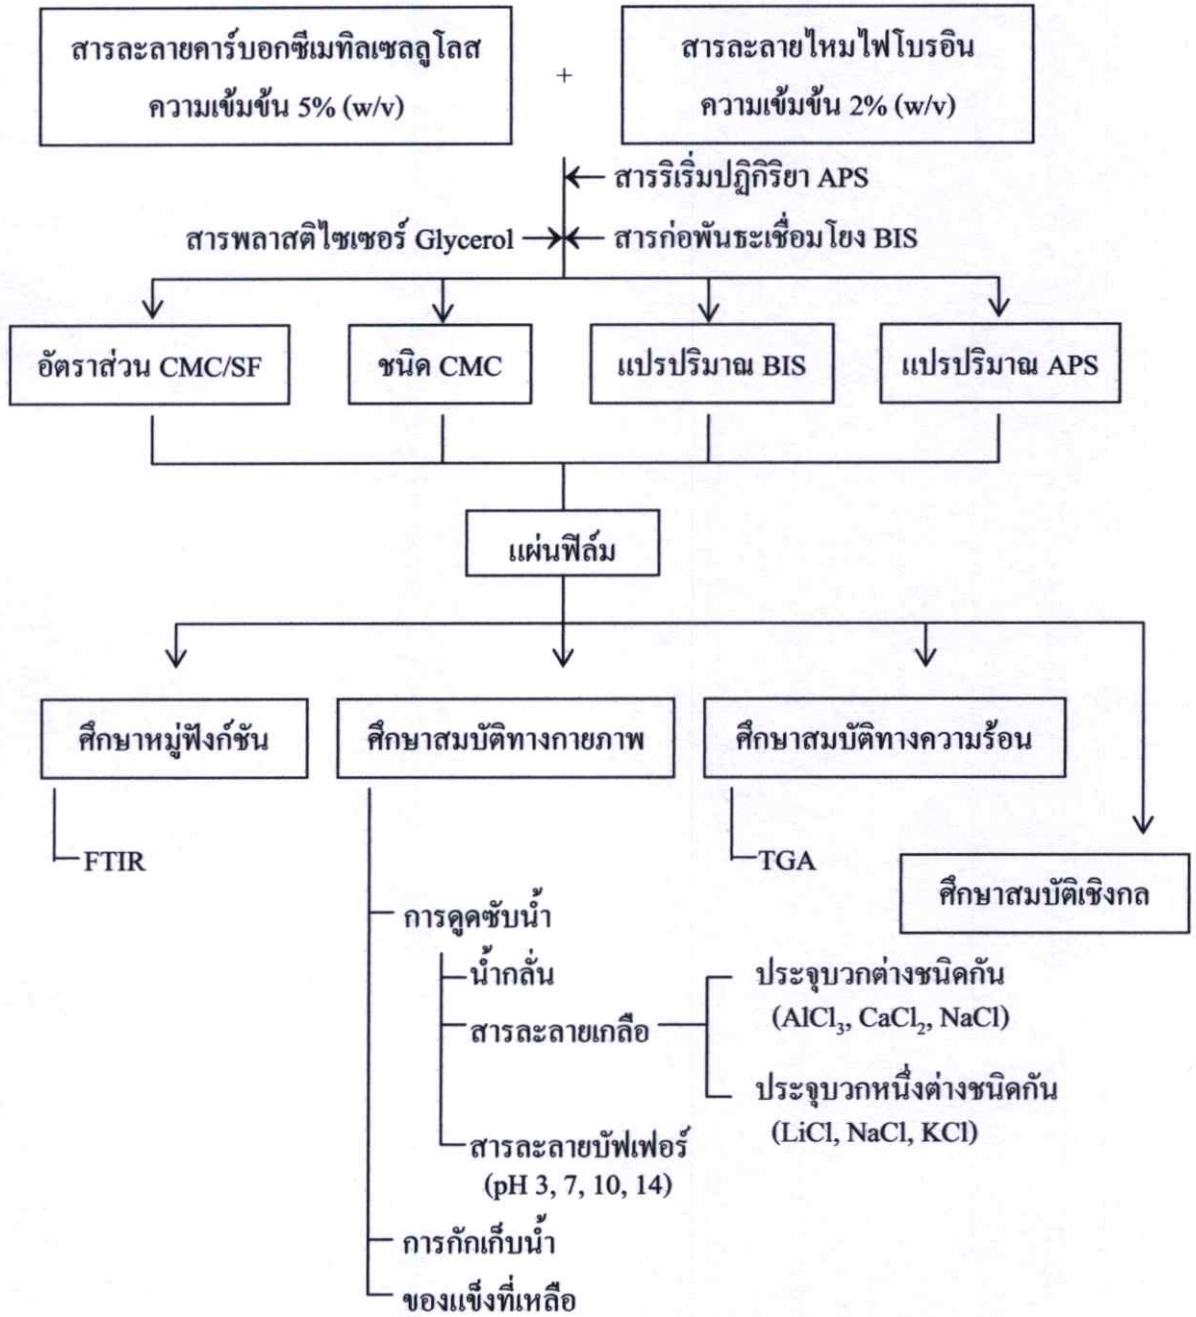 สารละลายคาร์บอกซีเมทิลเซลลูโลส
ความเข้มข้น 5% (w/v)
+
สารละลายไหมไฟโบรอิน
ความเข้มข้น 2% (w/v)
สารริเริ่มปฏิกิริยา APS
สารพลาสติไซเซอร์ Glycerol
สารก่อพันธะเชื่อมโยง BIS
อัตราส่วน CMC/SF
ชนิด CMC
แปรปริมาณ BIS
แปรปริมาณ APS
แผ่นฟิล์ม
ศึกษาหมู่ฟังก์ชัน
ศึกษาสมบัติทางกายภาพ
ศึกษาสมบัติทางความร้อน
FTIR
TGA
ศึกษาสมบัติเชิงกล
การดูดซับน้ำ
น้ำกลั่น
สารละลายเกลือ
ประจุบวกต่างชนิดกัน
(AlCl₃, CaCl₂, NaCl)
ประจุบวกหนึ่งต่างชนิดกัน
(LiCl, NaCl, KCl)
สารละลายบัฟเฟอร์
(pH 3, 7, 10, 14)
การกักเก็บน้ำ
ของแข็งที่เหลือ